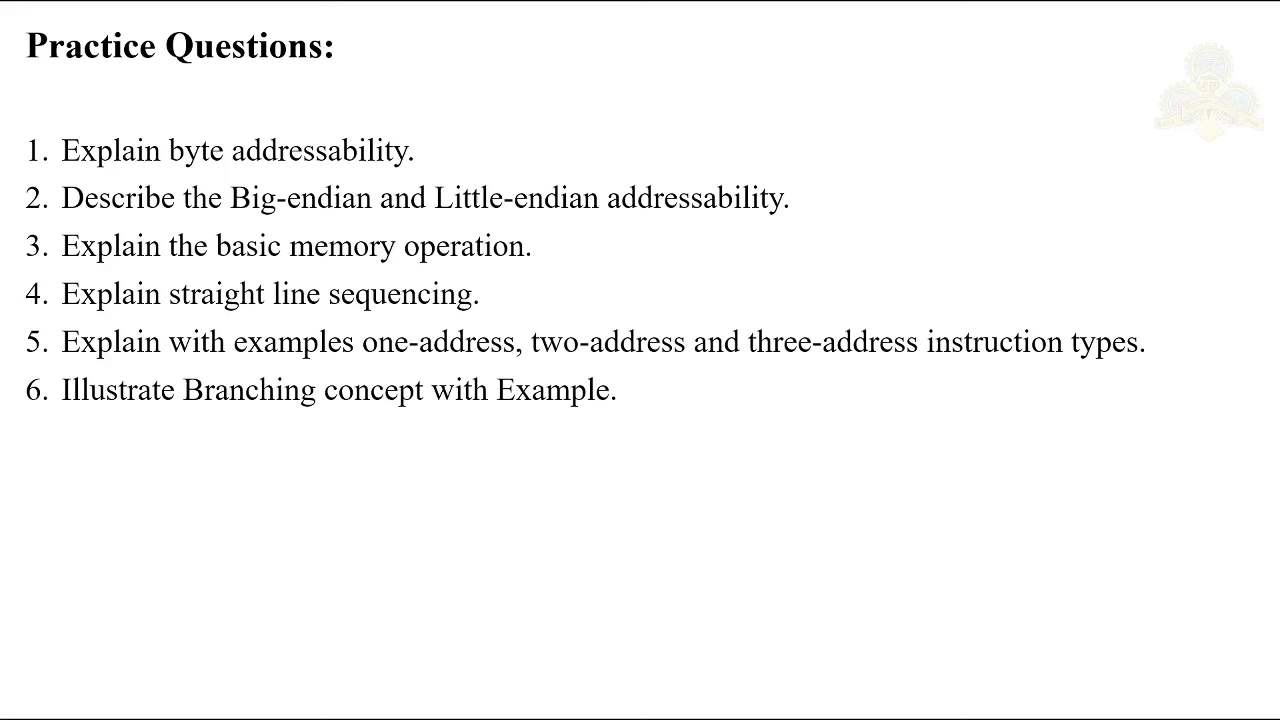 Practice Questions:
1. Explain byte addressability.
2. Describe the Big-endian and Little-endian addressability.
3. Explain the basic memory operation.
4. Explain straight line sequencing.
5. Explain with examples one-address, two-address and three-address instruction types.
6. Illustrate Branching concept with Example.